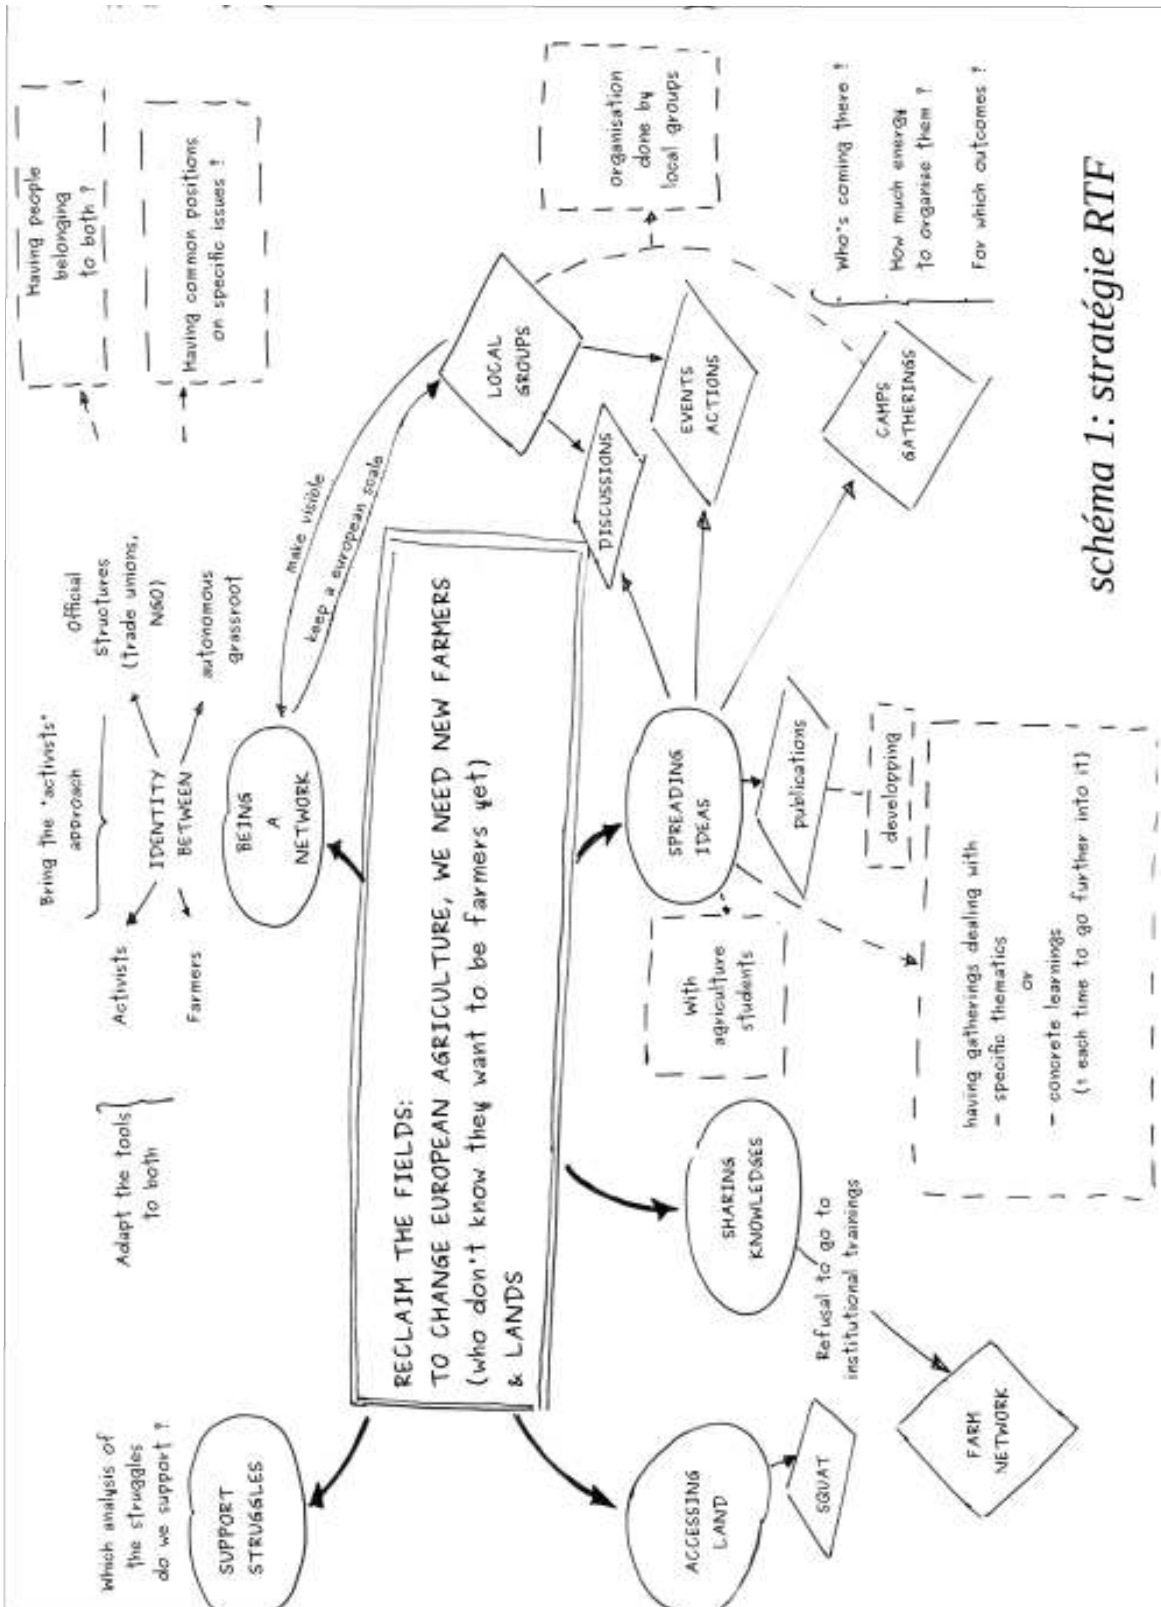 Which analysis of
the struggles
do we support ?
SUPPORT
STRUGGLES
Adapt the tools
to both
Bring the 'activists'
approach
Activists
Farmers
IDENTITY
BETWEEN
Official
structures
(trade unions,
NGO)
autonomous
grassroot
Having people
belonging
to both ?
Having common positions
on specific issues ?
BEING
A
NETWORK
make visible
keep a european scale
LOCAL
GROUPS
organisation
done by
local groups
RECLAIM THE FIELDS:
TO CHANGE EUROPEAN AGRICULTURE, WE NEED NEW FARMERS
(who don't know they want to be farmers yet)
& LANDS
DISCUSSIONS
EVENTS
ACTIONS
CAMPS
GATHERINGS
Who's coming there ?
How much energy
to organise them ?
For which outcomes ?
ACCESSING
LAND
SQUAT
SHARING
KNOWLEDGES
Refusal to go to
institutional trainings
FARM
NETWORK
With
agriculture
students
SPREADING
IDEAS
publications
developping
having gatherings dealing with
- specific thematics
or
- concrete learnings
(1 each time to go further into it)
schéma 1: stratégie RTF